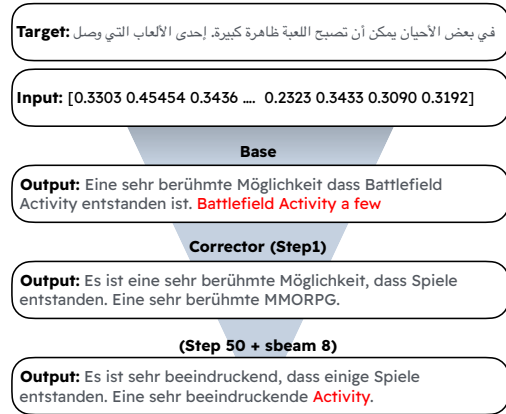 Target: في بعض الأحيان يمكن أن تصبح اللعبة ظاهرة كبيرة. إحدى الألعاب التي وصل
Input: [0.3303 0.45454 0.3436 .... 0.2323 0.3433 0.3090 0.3192]
Base
Output: Eine sehr berühmte Möglichkeit dass Battlefield
Activity entstanden ist. Battlefield Activity a few
Corrector (Step1)
Output: Es ist eine sehr berühmte Möglichkeit, dass Spiele
entstanden. Eine sehr berühmte MMORPG.
(Step 50 + sbeam 8)
Output: Es ist sehr beeindruckend, dass einige Spiele
entstanden. Eine sehr beeindruckende Activity.